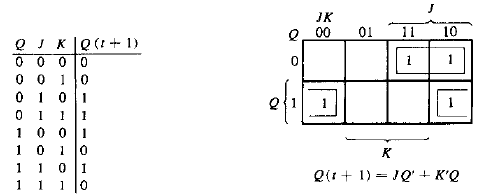 Q J K Q(t + 1)
0 0 0 0
0 0 1 0
0 1 0 1
0 1 1 1
1 0 0 1
1 0 1 0
1 1 0 1
1 1 1 0
J
JK
Q 00 01 11 10
0 1 1
Q { 1 1 1
K
Q(t + 1) = JQ' + K'Q